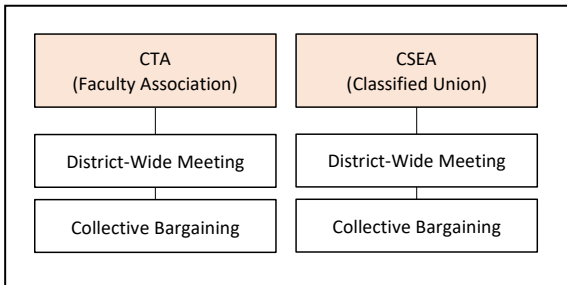 CTA
(Faculty Association)
District-Wide Meeting
Collective Bargaining
CSEA
(Classified Union)
District-Wide Meeting
Collective Bargaining